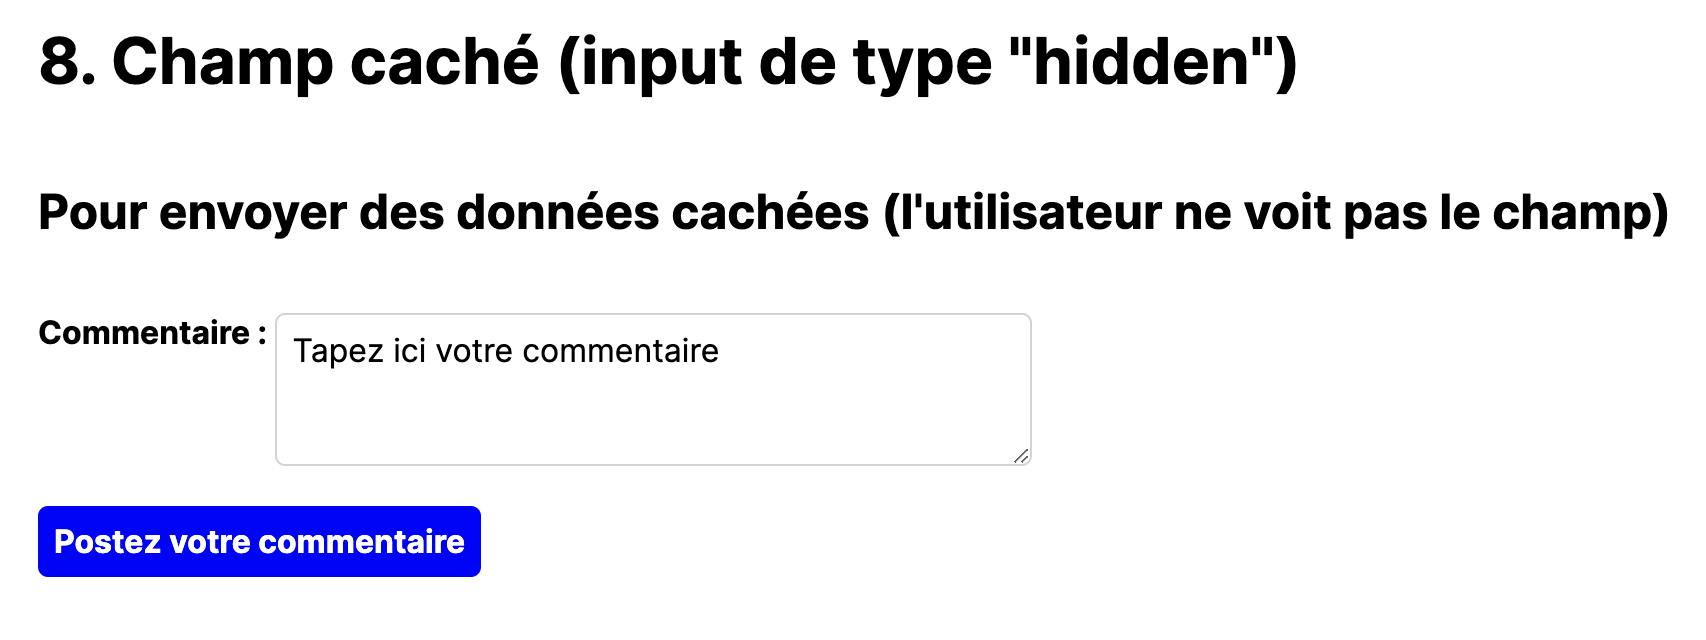 8. Champ caché (input de type "hidden")
Pour envoyer des données cachées (l'utilisateur ne voit pas le champ)
Commentaire :
Tapez ici votre commentaire
Postez votre commentaire